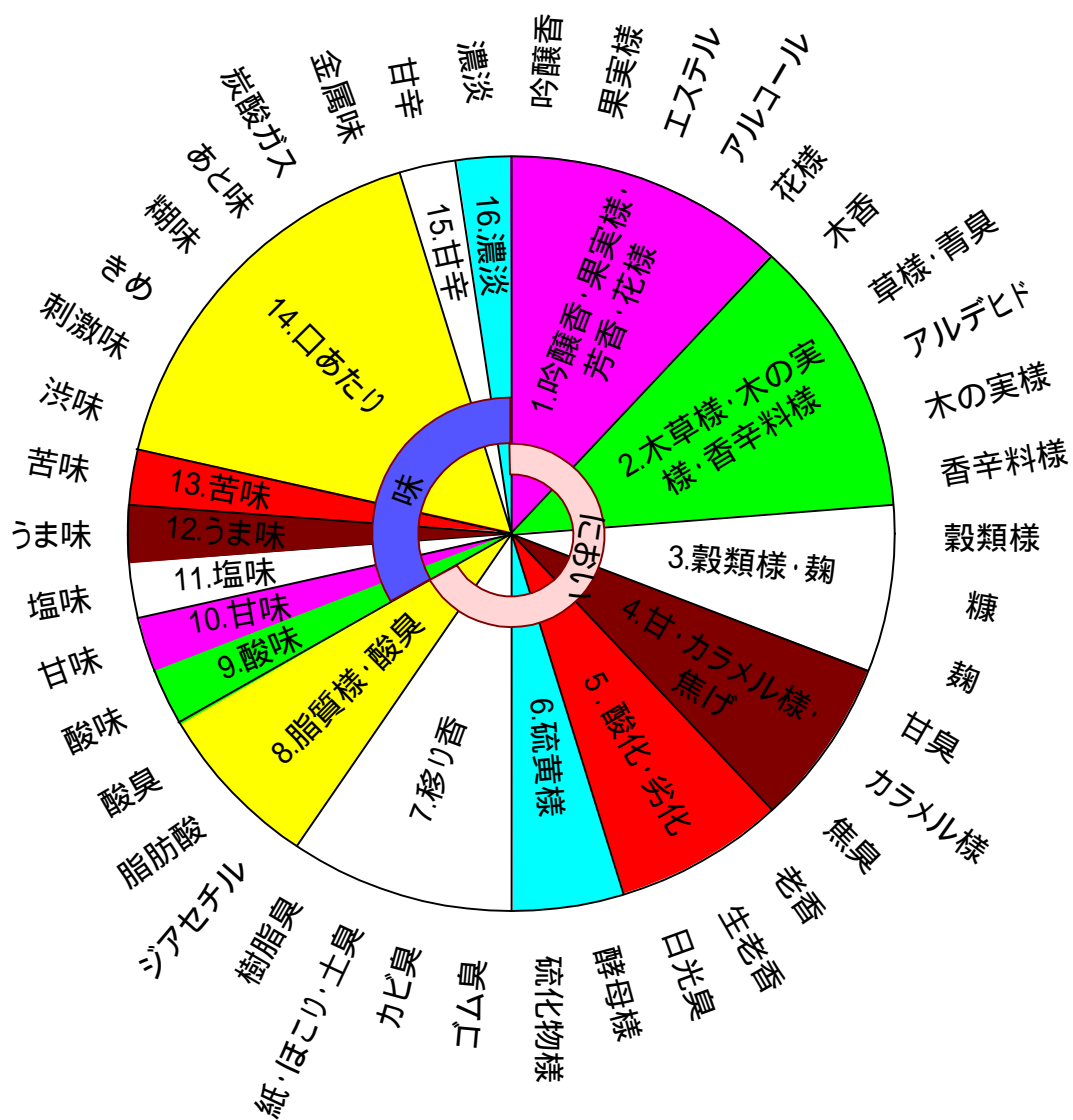 吟醸香
果実様
エステル
アルコール
花様
木香
草様・青臭
アルデヒド
木の実様
香辛料様
穀類様
糠
麹
甘臭
カラメル様
焦臭
老香
生老香
日光臭
酵母様
硫化物様
ゴム臭
カビ臭
紙・ほこり・土臭
樹脂臭
ジアセチル
脂肪酸
酸臭
酸味
甘味
塩味
うま味
苦味
渋味
刺激味
きめ
糊味
あと味
炭酸ガス
金属味
甘辛
濃淡
1.吟醸香・果実様・
芳香・花様
2.木草様・木の実
様・香辛料様
3.穀類様・麹
4.甘・カラメル様・
焦げ
5．酸化・劣化
6.硫黄様
7.移り香
8.脂質様・酸臭
9.酸味
10.甘味
11.塩味
12.うま味
13.苦味
14.口あたり
15.甘辛
16.濃淡
味
におい